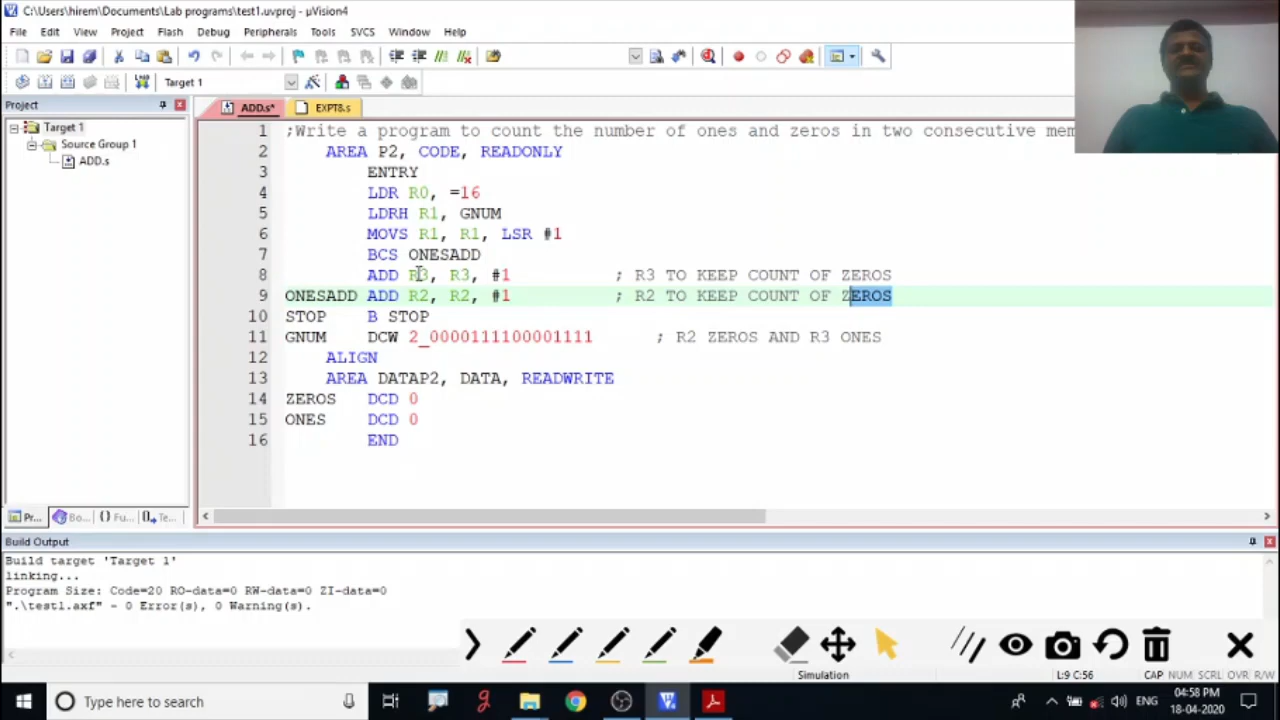 C:\Users\hirem\Documents\Lab programs\test1.uvproj - µVision4
File Edit View Project Flash Debug Peripherals Tools SVCS Window Help
Target 1
Project
ADD.s* EXPT8.s
Target 1
Source Group 1
ADD.s
1 ;Write a program to count the number of ones and zeros in two consecutive mem
2 AREA P2, CODE, READONLY
3 ENTRY
4 LDR R0, =16
5 LDRH R1, GNUM
6 MOVS R1, R1, LSR #1
7 BCS ONESADD
8 ADD R3, R3, #1 ; R3 TO KEEP COUNT OF ZEROS
9 ONESADD ADD R2, R2, #1 ; R2 TO KEEP COUNT OF ZEROS
10 STOP B STOP
11 GNUM DCW 2_0000111100001111 ; R2 ZEROS AND R3 ONES
12 ALIGN
13 AREA DATAP2, DATA, READWRITE
14 ZEROS DCD 0
15 ONES DCD 0
16 END
Pr... Bo... {} Fu... Te...
Build Output
Build target 'Target 1'
linking...
Program Size: Code=20 RO-data=0 RW-data=0 ZI-data=0
".\test1.axf" - 0 Error(s), 0 Warning(s).
Simulation L:9 C:56 CAP NUM SCRL OVR R/W
Type here to search
ENG
04:58 PM
18-04-2020